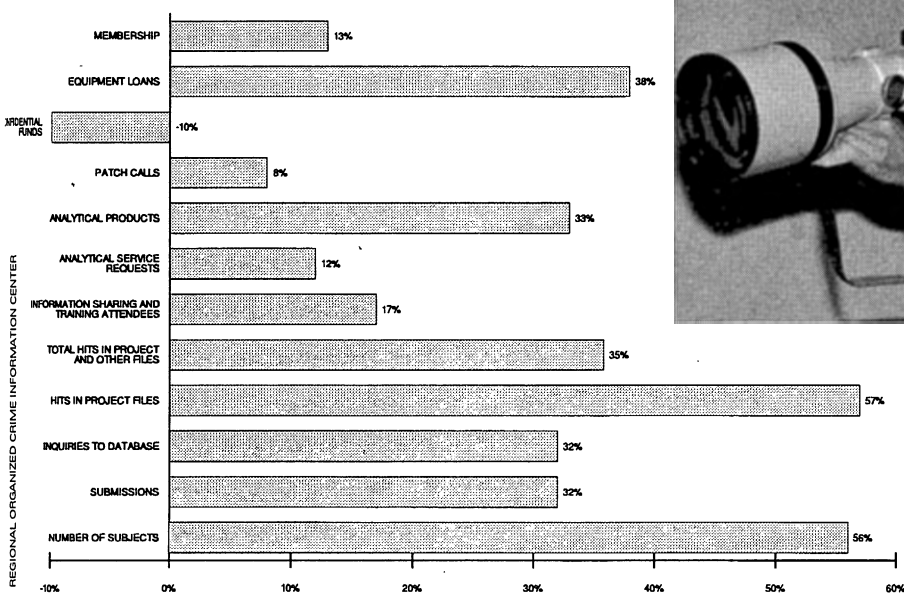 MEMBERSHIP
13%
EQUIPMENT LOANS
38%
FUNDS
-10%
PATCH CALLS
8%
ANALYTICAL PRODUCTS
33%
ANALYTICAL SERVICE
REQUESTS
12%
INFORMATION SHARING AND
TRAINING ATTENDEES
17%
TOTAL HITS IN PROJECT
AND OTHER FILES
35%
HITS IN PROJECT FILES
57%
INQUIRIES TO DATABASE
32%
SUBMISSIONS
32%
NUMBER OF SUBJECTS
56%
-10% 0% 10% 20% 30% 40% 50% 60%
REGIONAL ORGANIZED CRIME INFORMATION CENTER